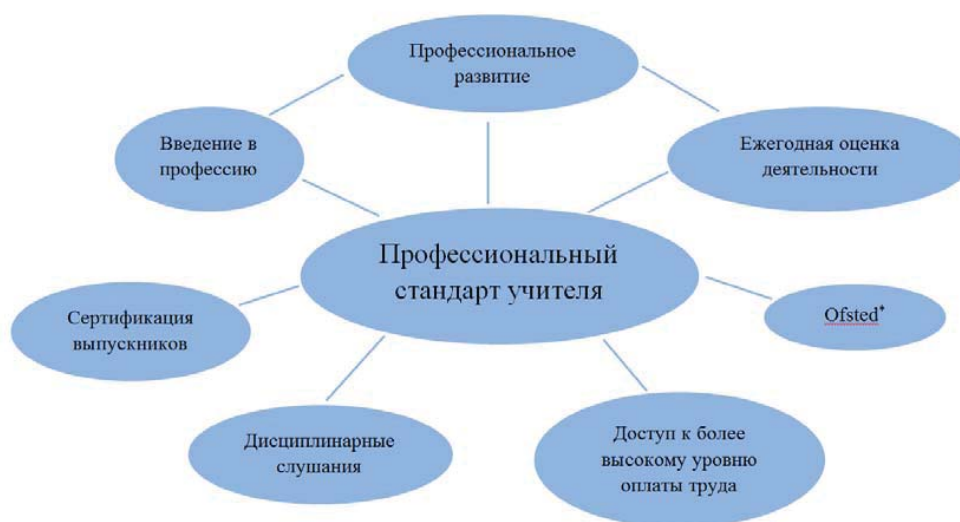 Профессиональное
развитие
Введение в
профессию
Ежегодная оценка
деятельности
Профессиональный
стандарт учителя
Сертификация
выпускников
Ofsted*
Дисциплинарные
слушания
Доступ к более
высокому уровню
оплаты труда